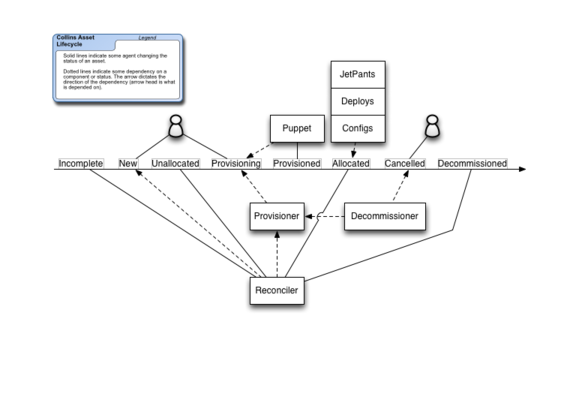 Collins Asset
Lifecycle
Legend
Solid lines indicate some agent changing the
status of an asset.
Dotted lines indicate some dependency on a
component or status. The arrow dictates the
direction of the dependency (arrow head is what
is depended on).
JetPants
Deploys
Configs
Puppet
Incomplete New Unallocated Provisioning Provisioned Allocated Cancelled Decommissioned
Provisioner
Decommissioner
Reconciler